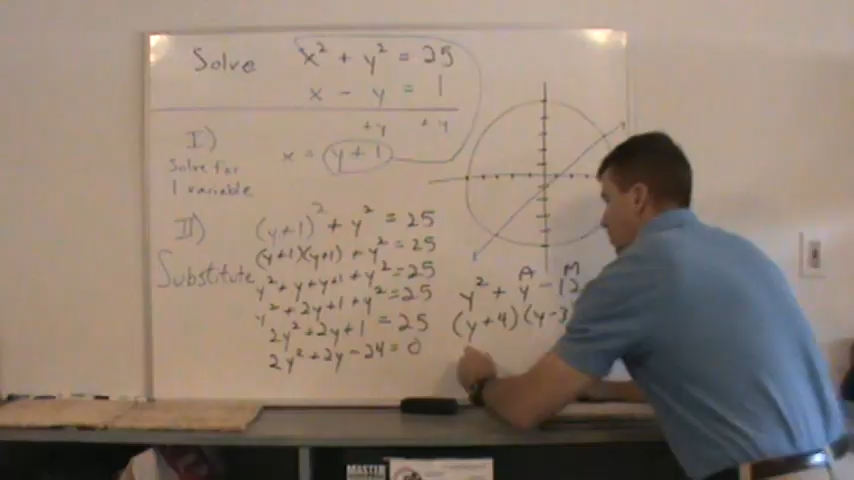 Solve x² + y² = 25
x - y = 1
+y +y
I)
Solve for
1 variable
x = y + 1
II)
Substitute
(y+1)² + y² = 25
(y+1)(y+1) + y² = 25
y² + y + y + 1 + y² = 25
y² + 2y + 1 + y² = 25
2y² + 2y + 1 = 25
2y² + 2y - 24 = 0
A M
y² + y - 12
(y+4)(y-3
MASTER